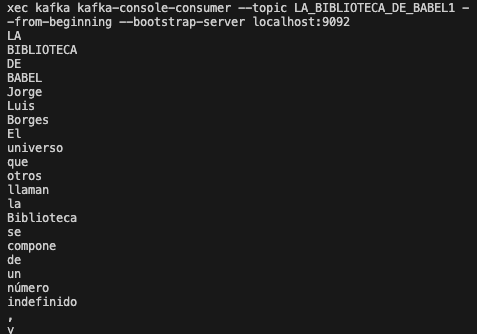 xec kafka kafka-console-consumer --topic LA_BIBLIOTECA_DE_BABEL1 -
-from-beginning --bootstrap-server localhost:9092
LA
BIBLIOTECA
DE
BABEL
Jorge
Luis
Borges
El
universo
que
otros
llaman
la
Biblioteca
se
compone
de
un
número
indefinido
,
y